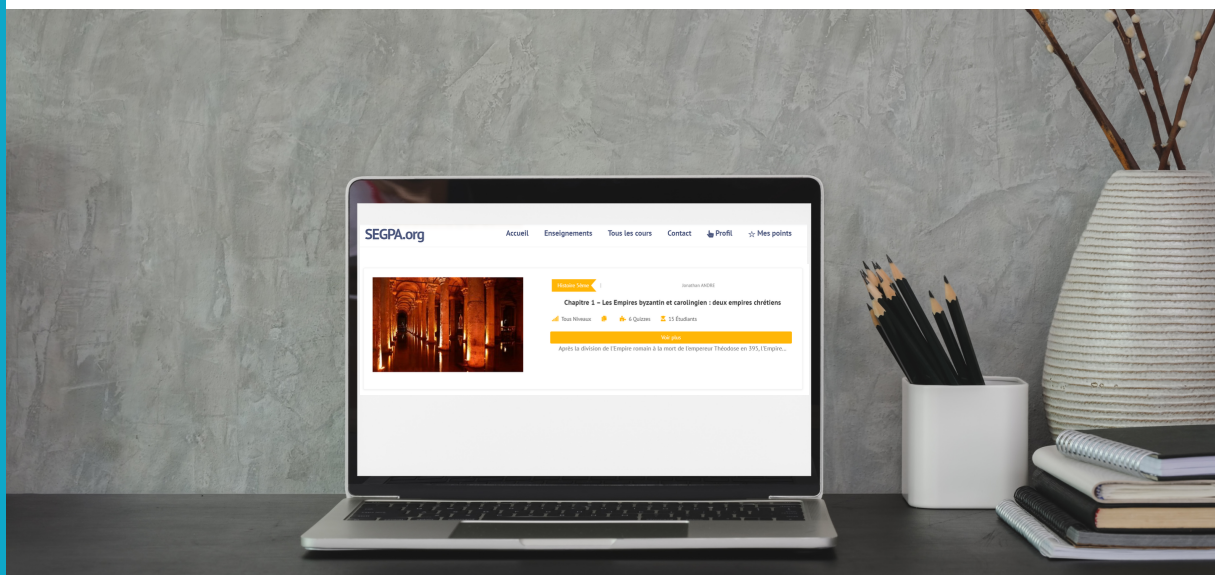 SEGPA.org
Accueil Enseignements Tous les cours Contact Profil Mes points
Histoire 5ème Jonathan ANDRE
Chapitre 1 – Les Empires byzantin et carolingien : deux empires chrétiens
Tous Niveaux 6 Quizzes 15 Étudiants
Voir plus
Après la division de l'Empire romain à la mort de l'empereur Théodose en 395, l'Empire...